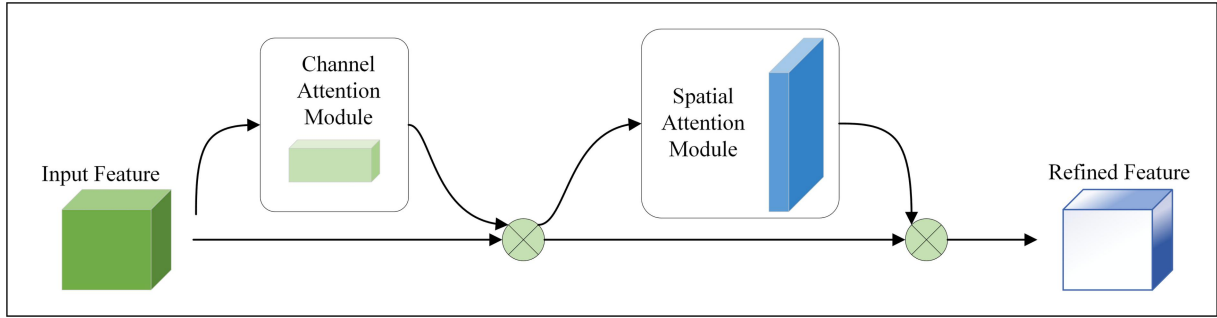 Input Feature
Channel
Attention
Module
Spatial
Attention
Module
Refined Feature